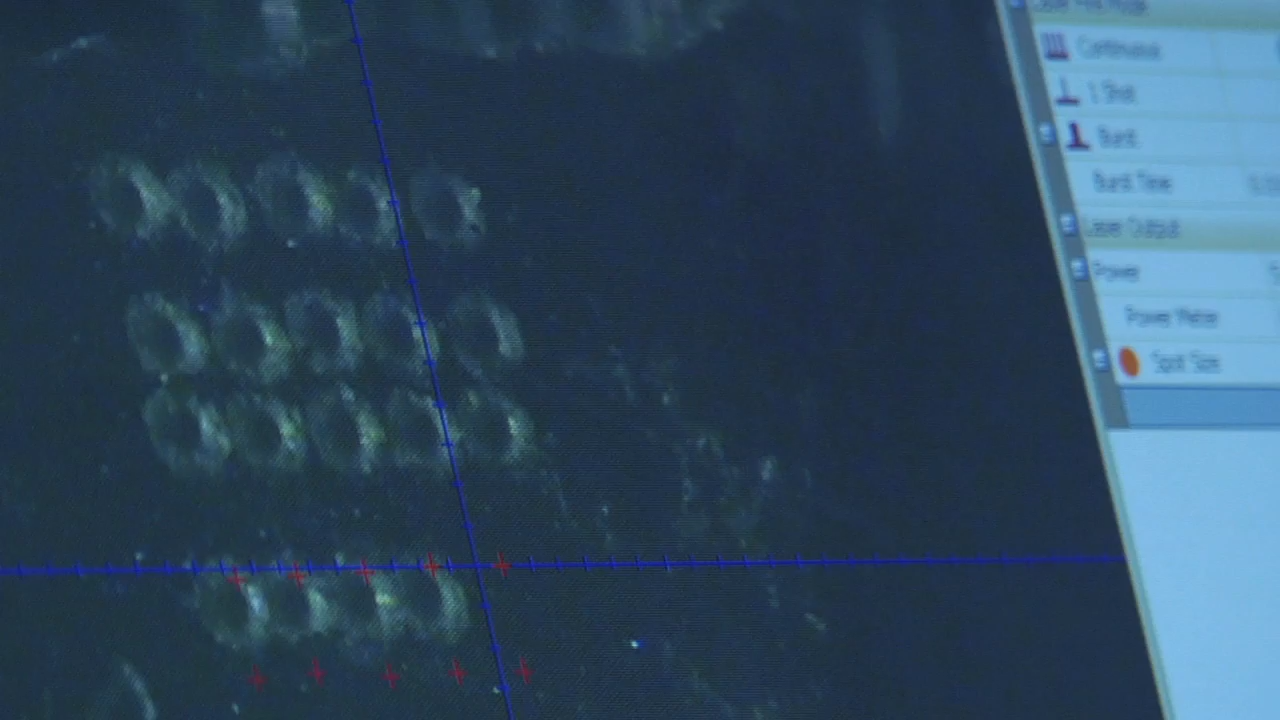 Continuous
1 Shot
Burst
Burst Time
Laser Output
Power
Power Meter
Spot Size